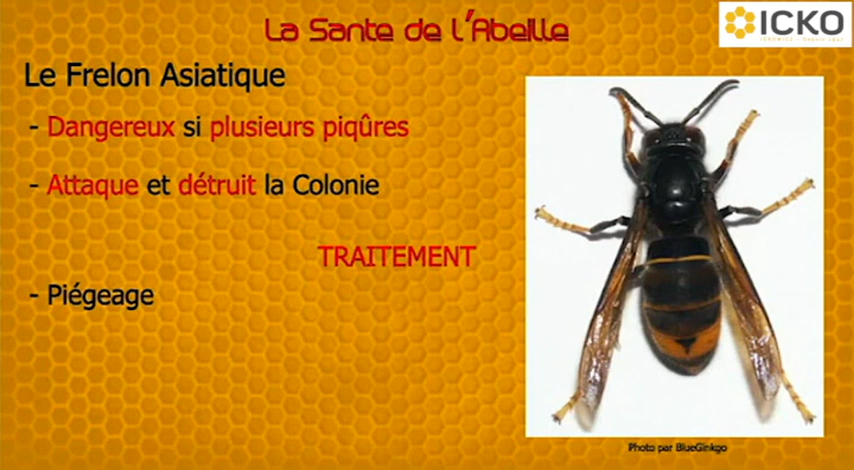 La Sante de l'Abeille
ICKO
Le Frelon Asiatique
- Dangereux si plusieurs piqûres
- Attaque et détruit la Colonie
TRAITEMENT
- Piégeage
Photo par BlueGinkgo